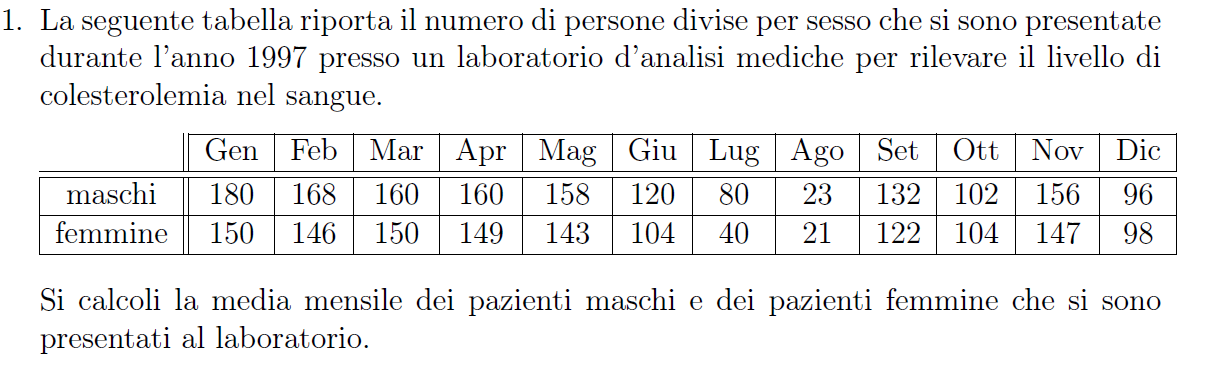 1. La seguente tabella riporta il numero di persone divise per sesso che si sono presentate
durante l'anno 1997 presso un laboratorio d'analisi mediche per rilevare il livello di
colesterolemia nel sangue.
Gen Feb Mar Apr Mag Giu Lug Ago Set Ott Nov Dic
maschi 180 168 160 160 158 120 80 23 132 102 156 96
femmine 150 146 150 149 143 104 40 21 122 104 147 98
Si calcoli la media mensile dei pazienti maschi e dei pazienti femmine che si sono
presentati al laboratorio.